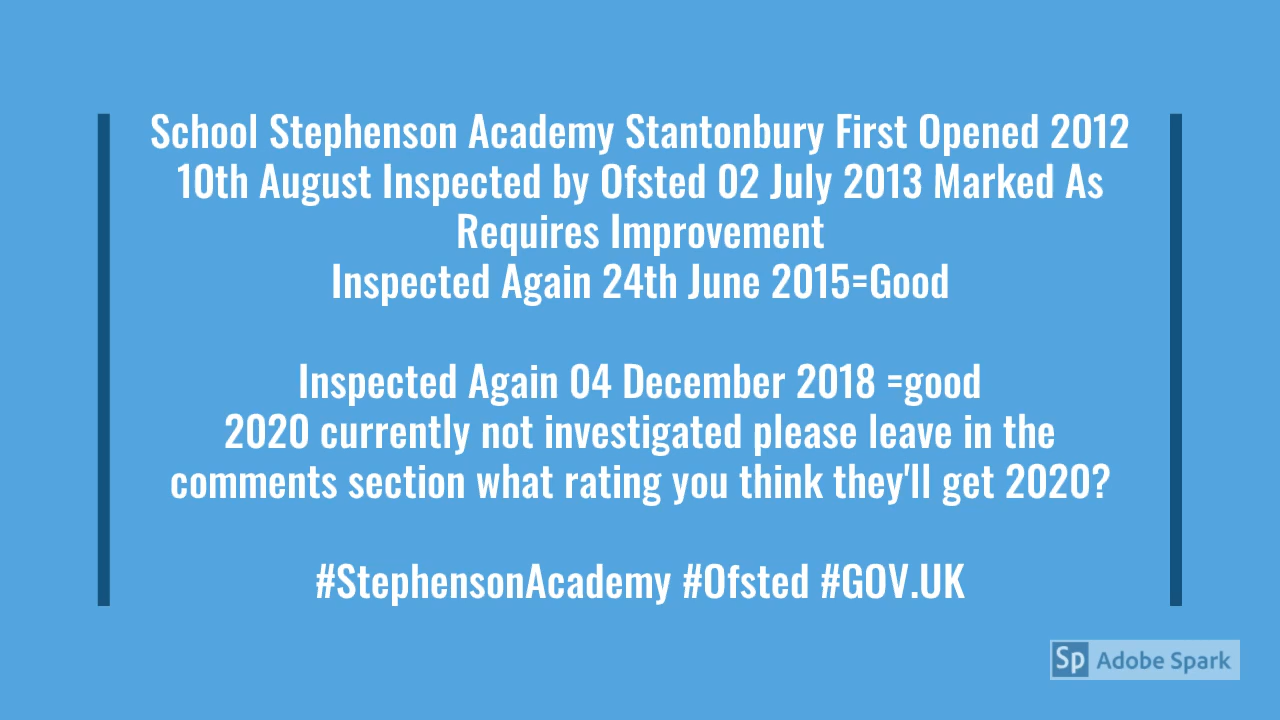 School Stephenson Academy Stantonbury First Opened 2012
10th August Inspected by Ofsted 02 July 2013 Marked As
Requires Improvement
Inspected Again 24th June 2015=Good
Inspected Again 04 December 2018 =good
2020 currently not investigated please leave in the
comments section what rating you think they'll get 2020?
#StephensonAcademy #Ofsted #GOV.UK
Sp Adobe Spark